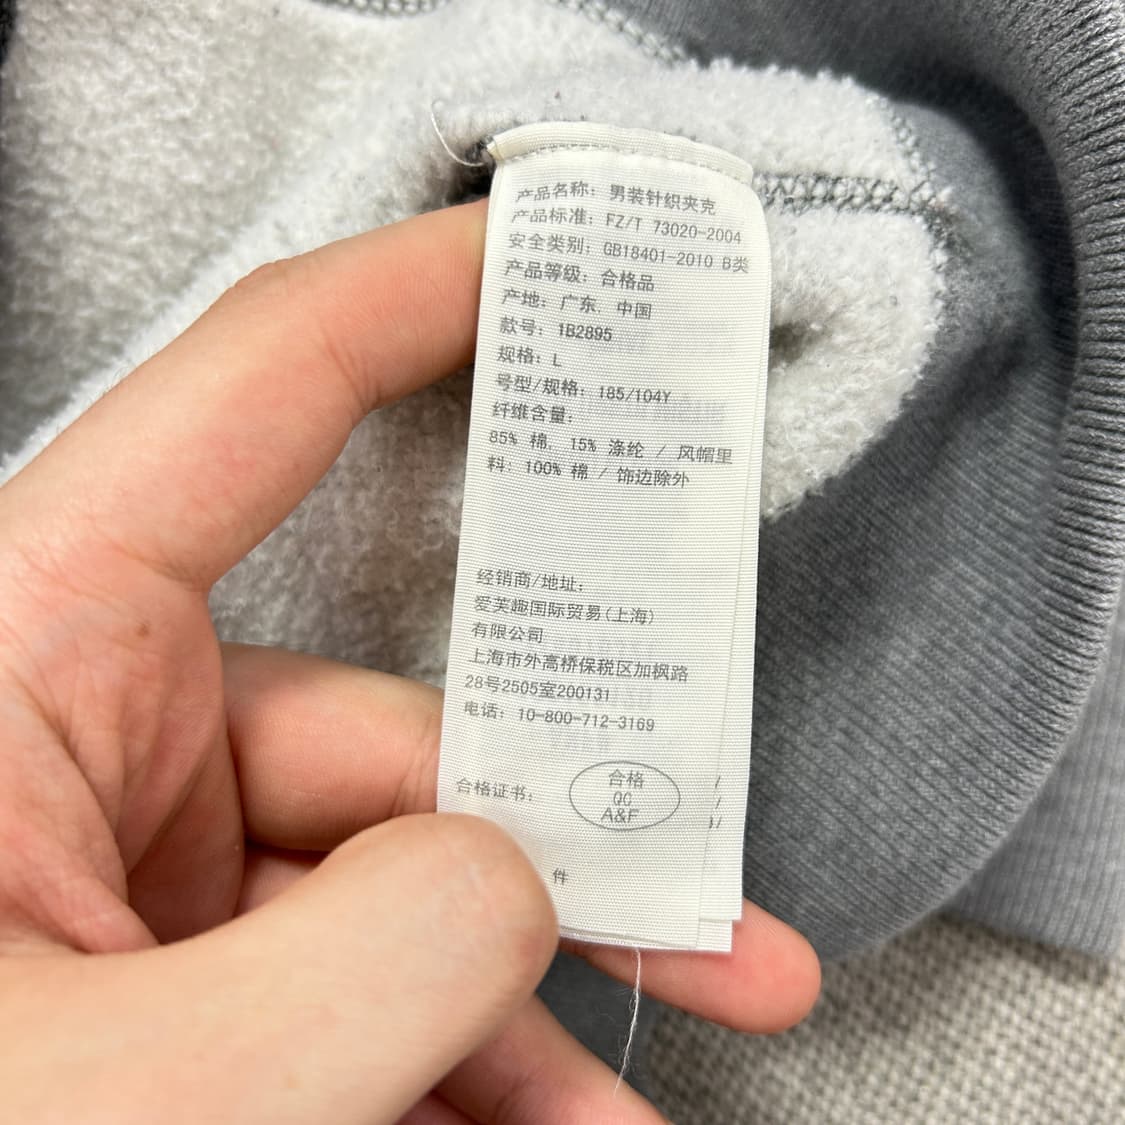 产品名称: 男装针织夹克
产品标准: FZ/T 73020-2004
安全类别: GB18401-2010 B类
产品等级: 合格品
产地: 广东, 中国
款号: 1B2895
规格: L
号型/规格: 185/104Y
纤维含量:
85% 棉, 15% 涤纶 / 风帽里
料: 100% 棉 / 饰边除外
经销商/地址:
爱芙趣国际贸易(上海)
有限公司
上海市外高桥保税区加枫路
28号2505室200131
电话: 10-800-712-3169
合格证书:
合格
QC
A&F
件